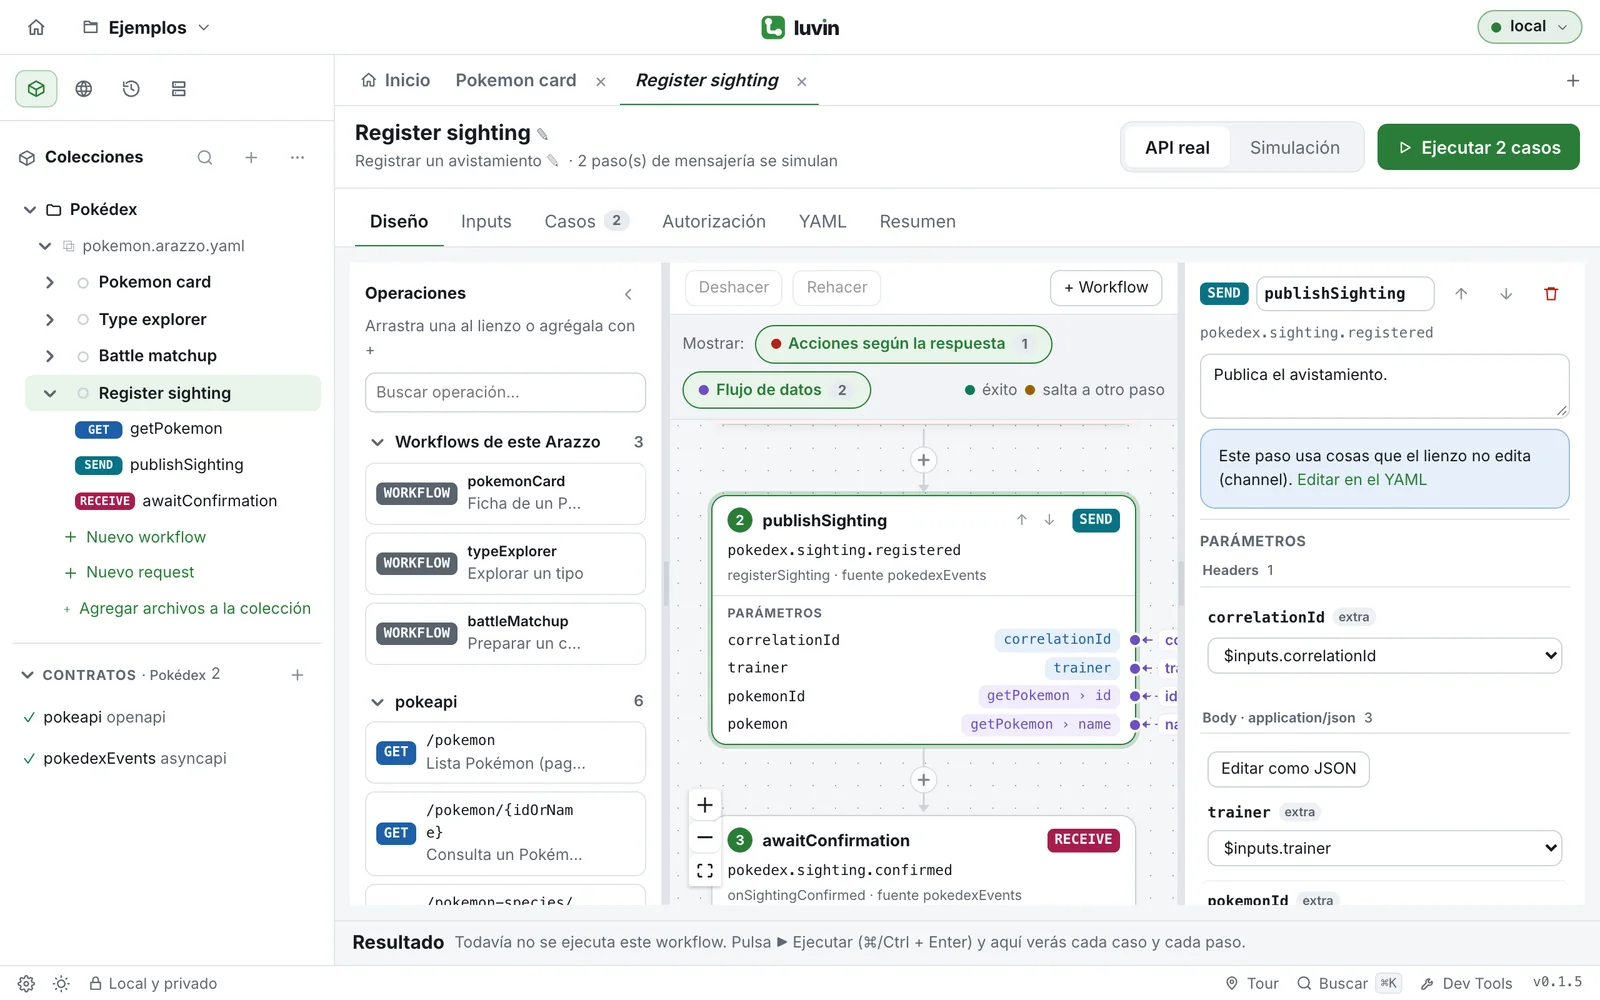 Ejemplos
luvin
local
Inicio
Pokemon card
Register sighting
Colecciones
Pokédex
pokemon.arazzo.yaml
Pokemon card
Type explorer
Battle matchup
Register sighting
GET getPokemon
SEND publishSighting
RECEIVE awaitConfirmation
+ Nuevo workflow
+ Nuevo request
+ Agregar archivos a la colección
CONTRATOS · Pokédex 2
pokeapi openapi
pokedexEvents asyncapi
Register sighting
Registrar un avistamiento · 2 paso(s) de mensajería se simulan
API real
Simulación
Ejecutar 2 casos
Diseño
Inputs
Casos 2
Autorización
YAML
Resumen
Operaciones
Arrastra una al lienzo o agrégala con
+
Buscar operación...
Workflows de este Arazzo 3
WORKFLOW pokemonCard
Ficha de un P...
WORKFLOW typeExplorer
Explorar un tipo
WORKFLOW battleMatchup
Preparar un c...
pokeapi 6
GET /pokemon
Lista Pokémon (pag...
GET /pokemon/{idOrNam
e}
Consulta un Pokém...
/pokemon-species/
Deshacer
Rehacer
+ Workflow
Mostrar:
Acciones según la respuesta 1
Flujo de datos 2
éxito
salta a otro paso
2 publishSighting SEND
pokedex.sighting.registered
registerSighting · fuente pokedexEvents
PARÁMETROS
correlationId correlationId co
trainer trainer tra
pokemonId getPokemon › id id
pokemon getPokemon › name na
3 awaitConfirmation RECEIVE
pokedex.sighting.confirmed
onSightingConfirmed · fuente pokedexEvents
SEND publishSighting
pokedex.sighting.registered
Publica el avistamiento.
Este paso usa cosas que el lienzo no edita
(channel). Editar en el YAML
PARÁMETROS
Headers 1
correlationId extra
$inputs.correlationId
Body · application/json 3
Editar como JSON
trainer extra
$inputs.trainer
pokemonId extra
Resultado Todavía no se ejecuta este workflow. Pulsa ▶ Ejecutar (⌘/Ctrl + Enter) y aquí verás cada caso y cada paso.
Local y privado
Tour
Buscar ⌘K
Dev Tools
v0.1.5